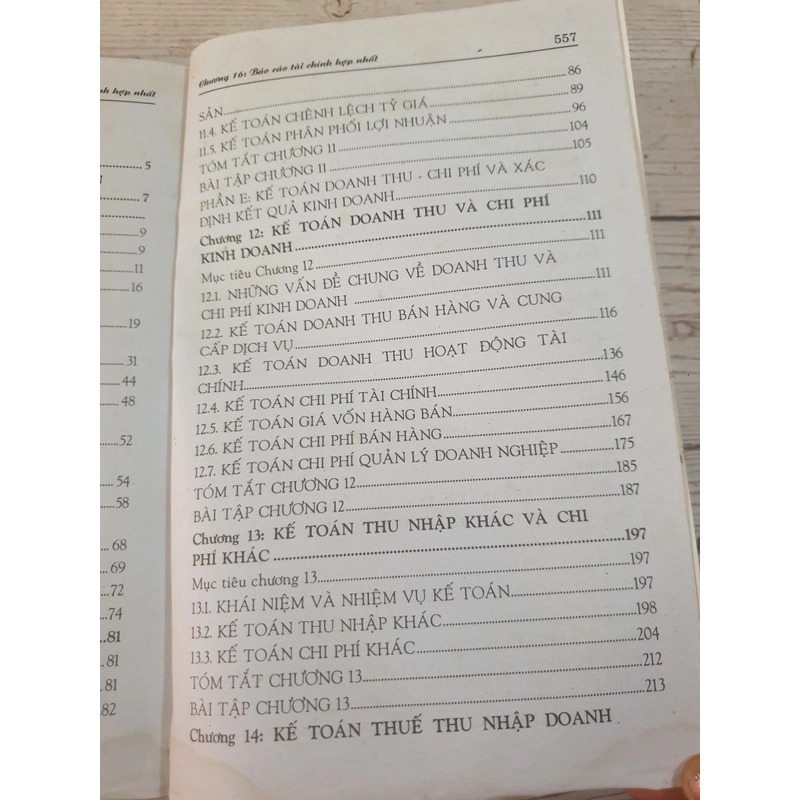 nh hợp nhất
5
7
9
9
11
16
19
31
44
48
52
54
58
68
69
72
74
..81
81
.81
82
Chương 16: Báo cáo tài chính hợp nhất 557
SẢN 86
11.4. KẾ TOÁN CHÊNH LỆCH TỶ GIÁ 89
11.5. KẾ TOÁN PHÂN PHỐI LỢI NHUẬN 96
TÓM TẮT CHƯƠNG 11 104
BÀI TẬP CHƯƠNG 11 105
PHẦN E: KẾ TOÁN DOANH THU - CHI PHÍ VÀ XÁC
ĐỊNH KẾT QUẢ KINH DOANH 110
Chương 12: KẾ TOÁN DOANH THU VÀ CHI PHÍ
KINH DOANH 111
Mục tiêu Chương 12 111
12.1. NHỮNG VẤN ĐỀ CHUNG VỀ DOANH THU VÀ
CHI PHÍ KINH DOANH 111
12.2. KẾ TOÁN DOANH THU BÁN HÀNG VÀ CUNG
CẤP DỊCH VỤ 116
12.3. KẾ TOÁN DOANH THU HOẠT ĐỘNG TÀI
CHÍNH 136
12.4. KẾ TOÁN CHI PHÍ TÀI CHÍNH 146
12.5. KẾ TOÁN GIÁ VỐN HÀNG BÁN 156
12.6. KẾ TOÁN CHI PHÍ BÁN HÀNG 167
12.7. KẾ TOÁN CHI PHÍ QUẢN LÝ DOANH NGHIỆP 175
TÓM TẮT CHƯƠNG 12 185
BÀI TẬP CHƯƠNG 12 187
Chương 13: KẾ TOÁN THU NHẬP KHÁC VÀ CHI
PHÍ KHÁC 197
Mục tiêu chương 13 197
13.1. KHÁI NIỆM VÀ NHIỆM VỤ KẾ TOÁN 197
13.2. KẾ TOÁN THU NHẬP KHÁC 198
13.3. KẾ TOÁN CHI PHÍ KHÁC 204
TÓM TẮT CHƯƠNG 13 212
BÀI TẬP CHƯƠNG 13 213
Chương 14: KẾ TOÁN THUẾ THU NHẬP DOANH